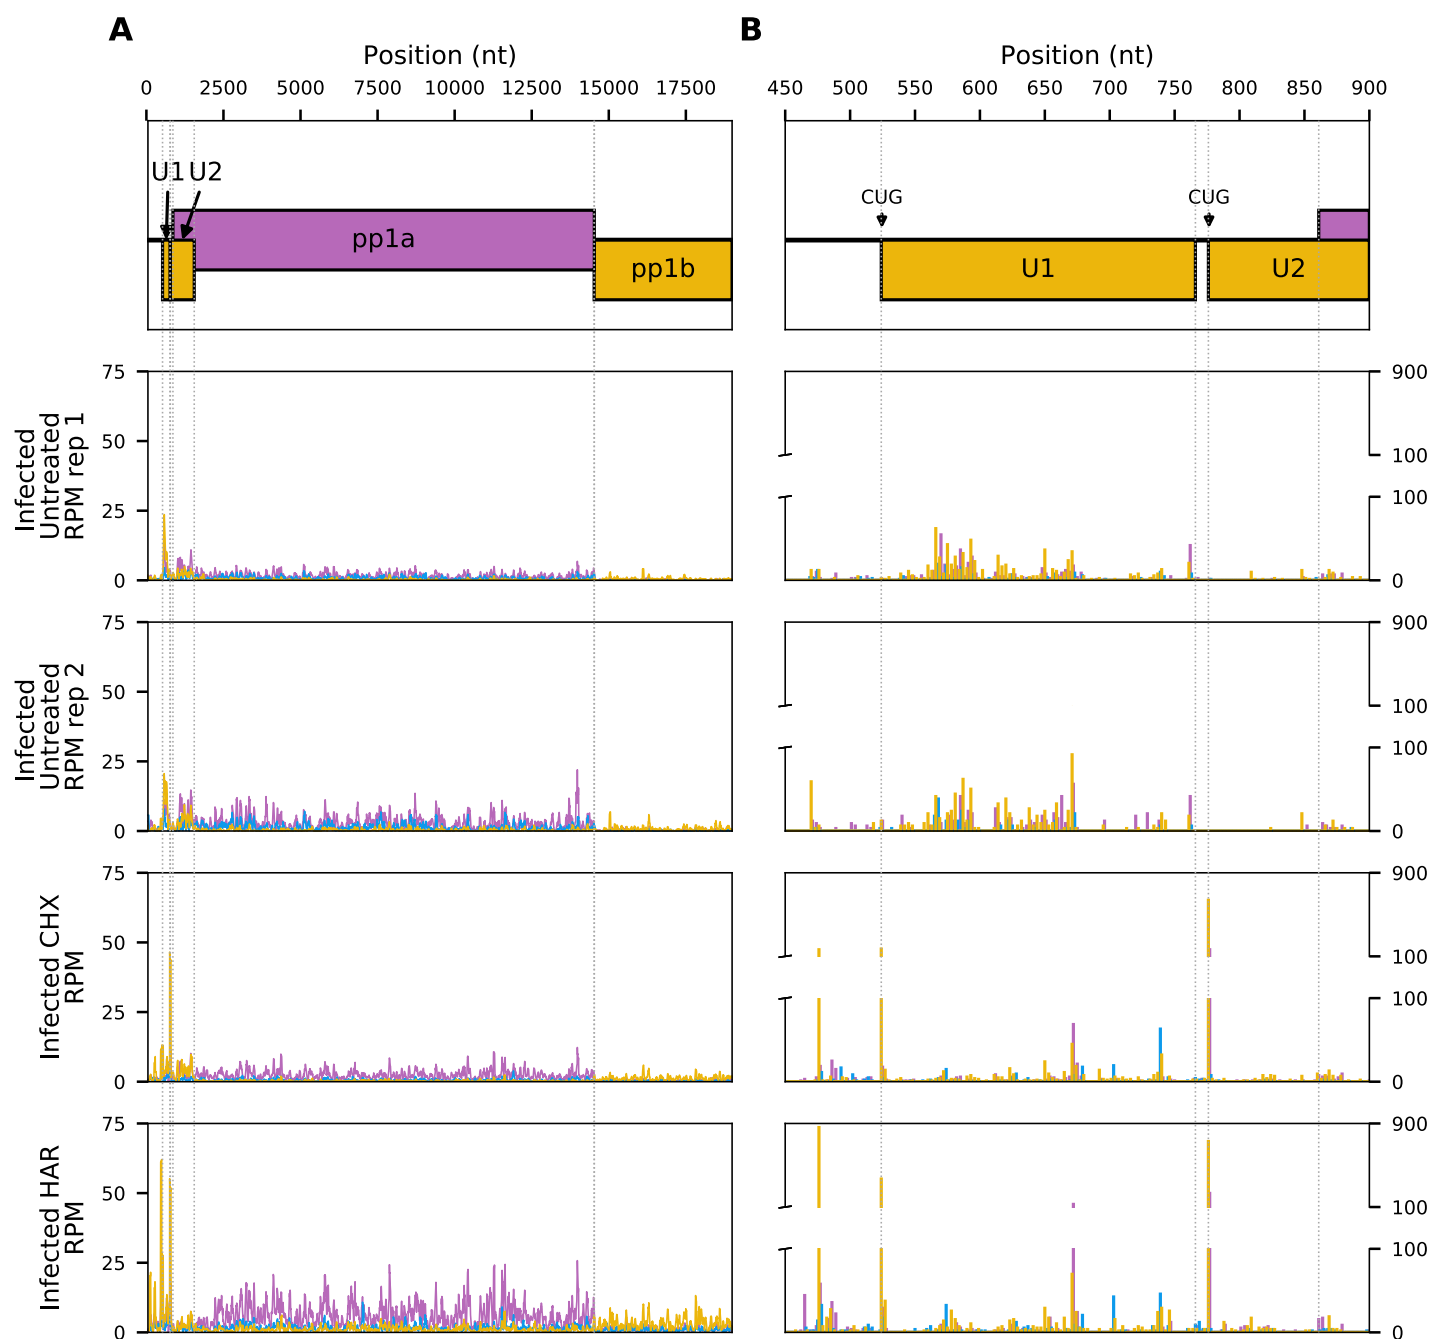 A
B
Position (nt)
Position (nt)
0 2500 5000 7500 10000 12500 15000 17500
450 500 550 600 650 700 750 800 850 900
U1 U2
pp1a
pp1b
CUG
CUG
U1
U2
Infected
Untreated
RPM rep 1
75
50
25
0
900
100
100
0
Infected
Untreated
RPM rep 2
75
50
25
0
900
100
100
0
Infected CHX
RPM
75
50
25
0
900
100
100
0
Infected HAR
RPM
75
50
25
0
900
100
100
0